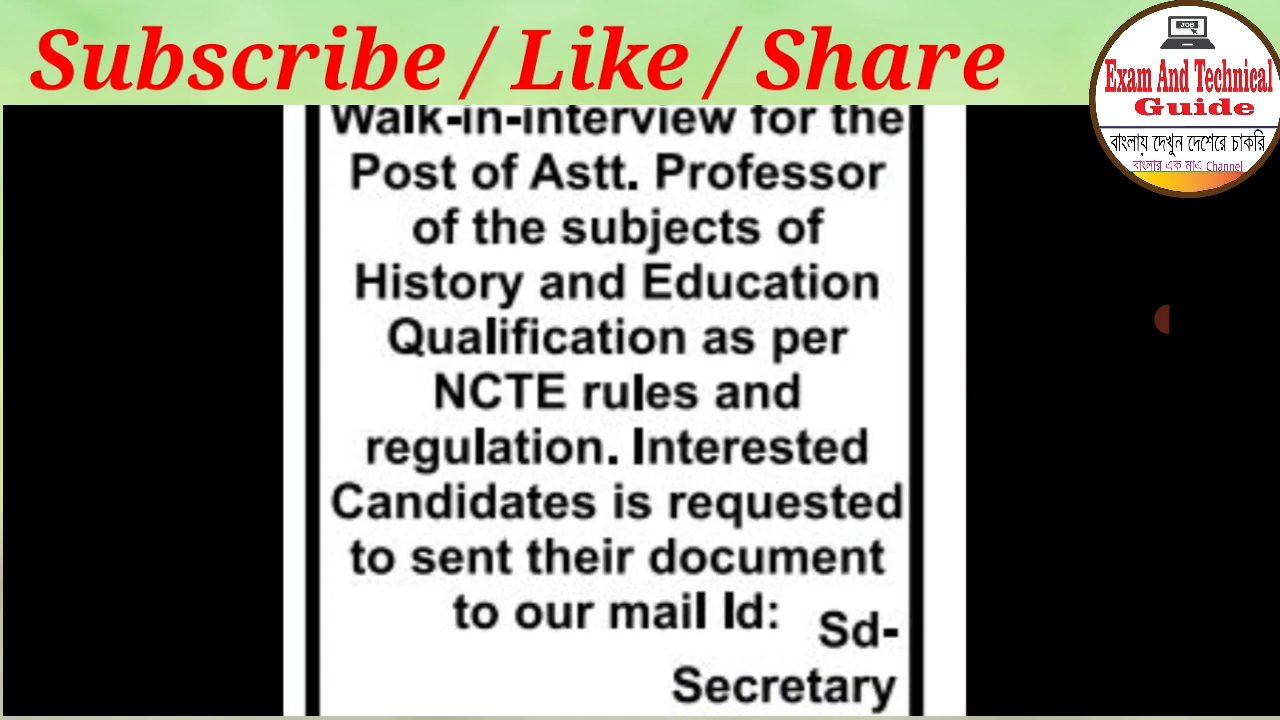 Subscribe / Like / Share
JOB
Exam And Technical
Guide
বাংলায় দেখুন দেশেরে চাকরি
বাংলার এক মাএ Channel
Walk-in-interview for the
Post of Astt. Professor
of the subjects of
History and Education
Qualification as per
NCTE rules and
regulation. Interested
Candidates is requested
to sent their document
to our mail Id:
Sd-
Secretary